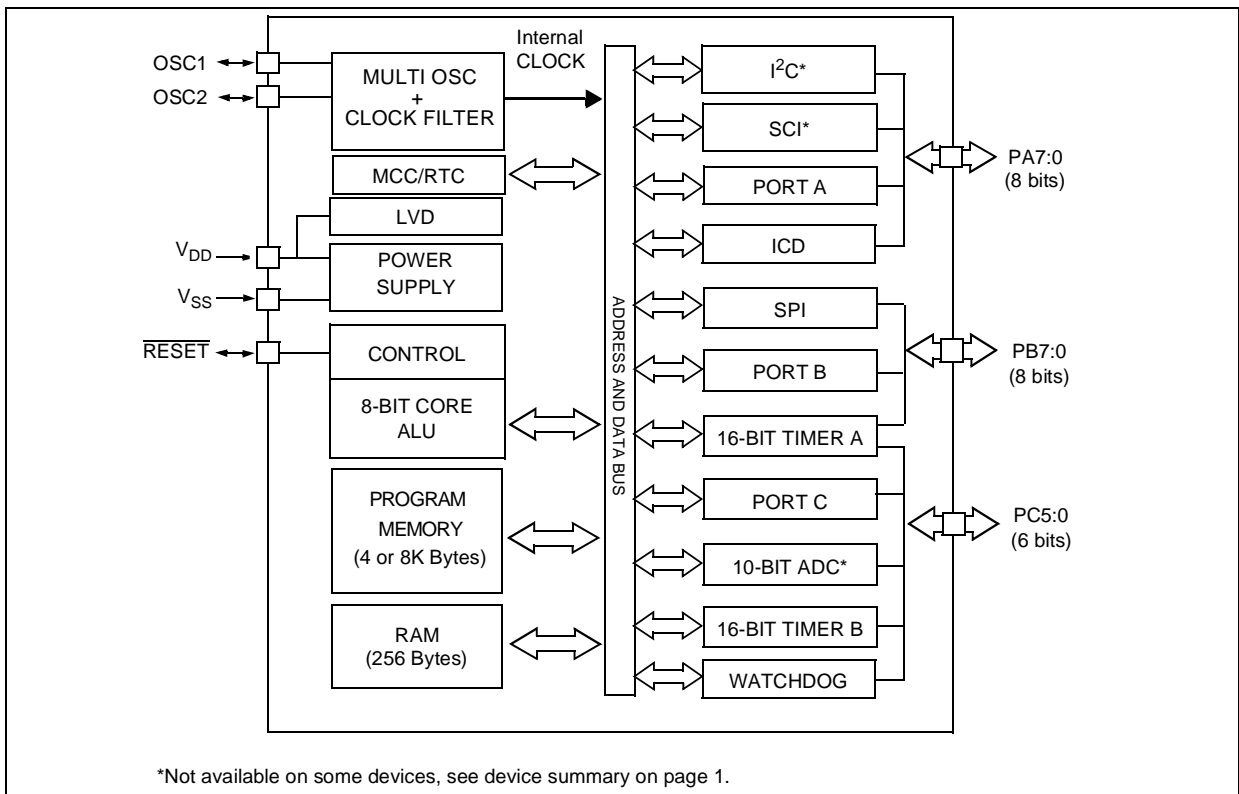 OSC1
OSC2
MULTI OSC
+
CLOCK FILTER
Internal
CLOCK
MCC/RTC
LVD
VDD
POWER
SUPPLY
VSS
RESET
CONTROL
8-BIT CORE
ALU
PROGRAM
MEMORY
(4 or 8K Bytes)
RAM
(256 Bytes)
ADDRESS AND DATA BUS
I²C*
SCI*
PORT A
ICD
PA7:0
(8 bits)
SPI
PORT B
16-BIT TIMER A
PB7:0
(8 bits)
PORT C
10-BIT ADC*
16-BIT TIMER B
WATCHDOG
PC5:0
(6 bits)
*Not available on some devices, see device summary on page 1.